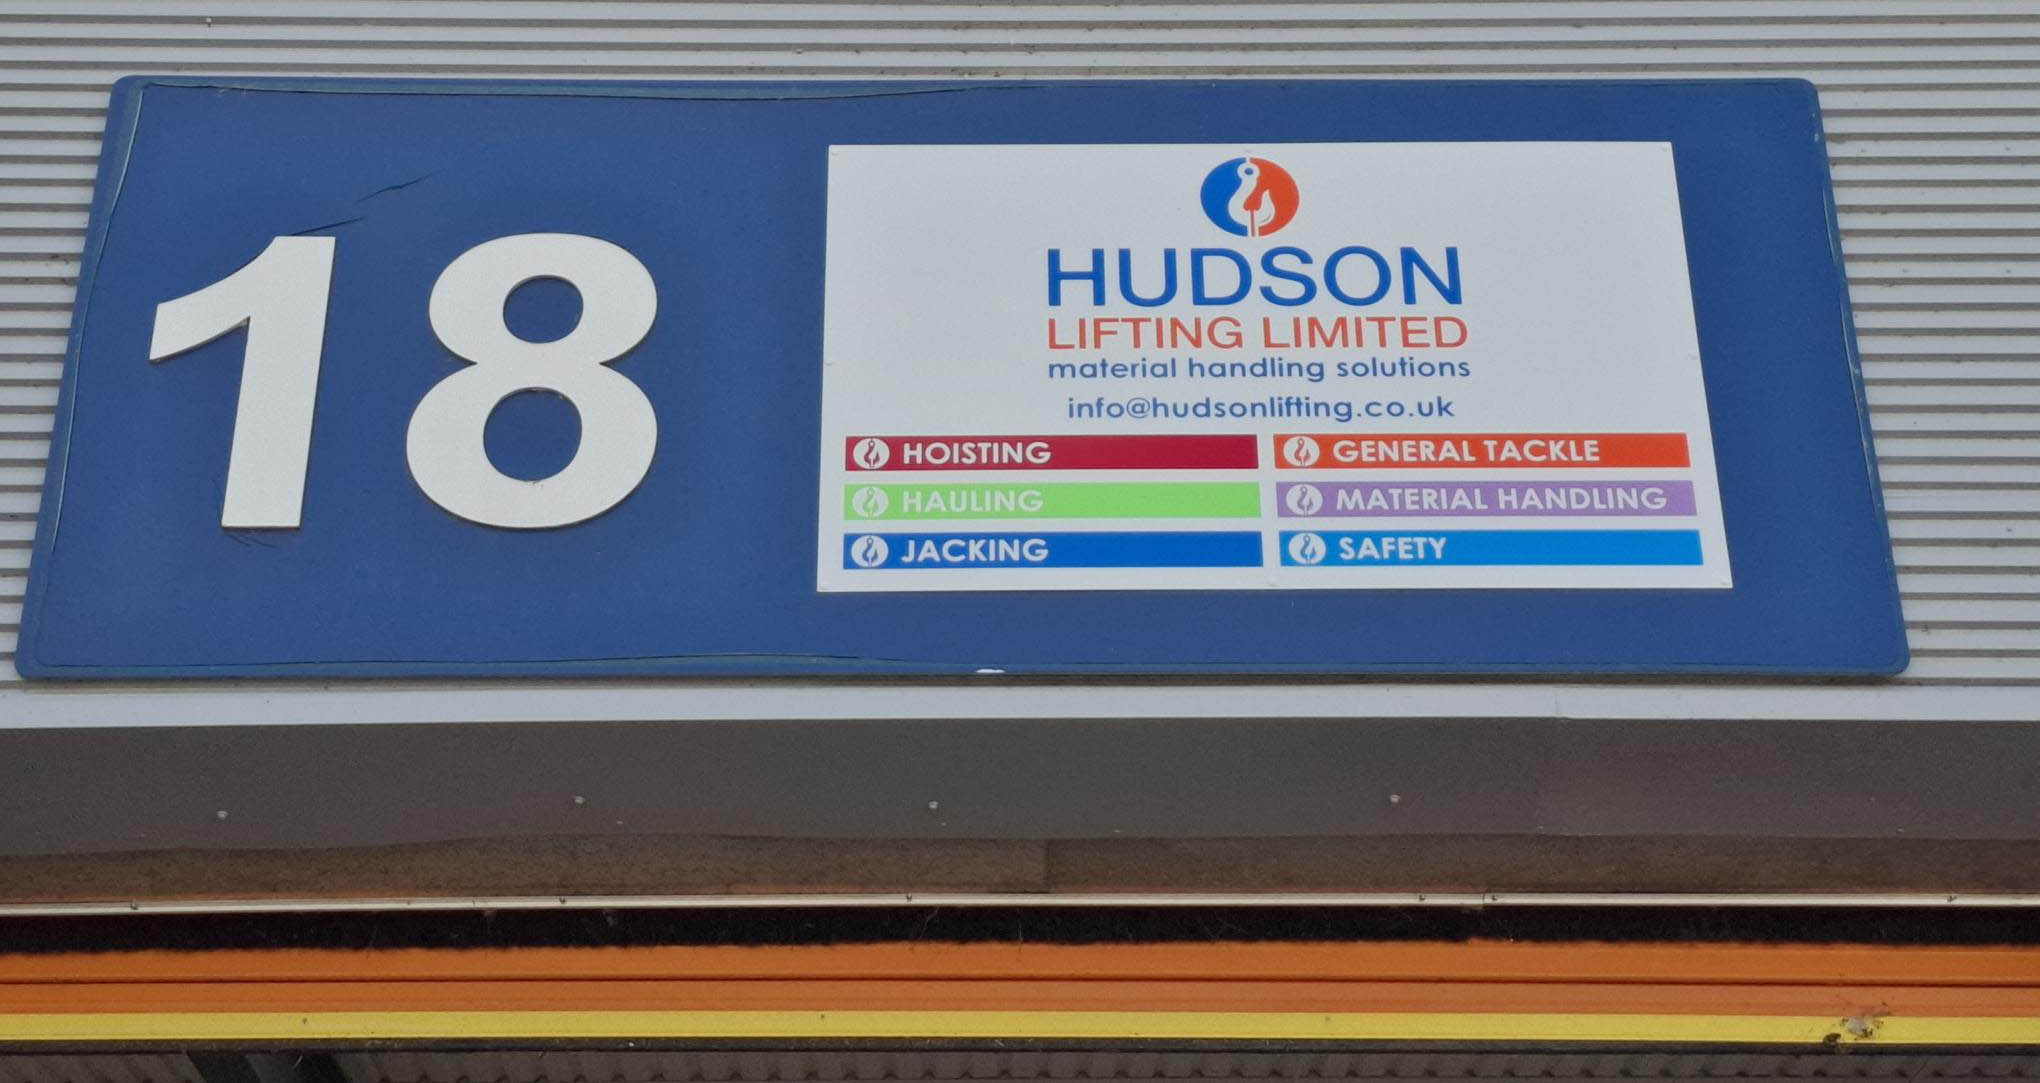 18
HUDSON
LIFTING LIMITED
material handling solutions
info@hudsonlifting.co.uk
HOISTING
GENERAL TACKLE
HAULING
MATERIAL HANDLING
JACKING
SAFETY